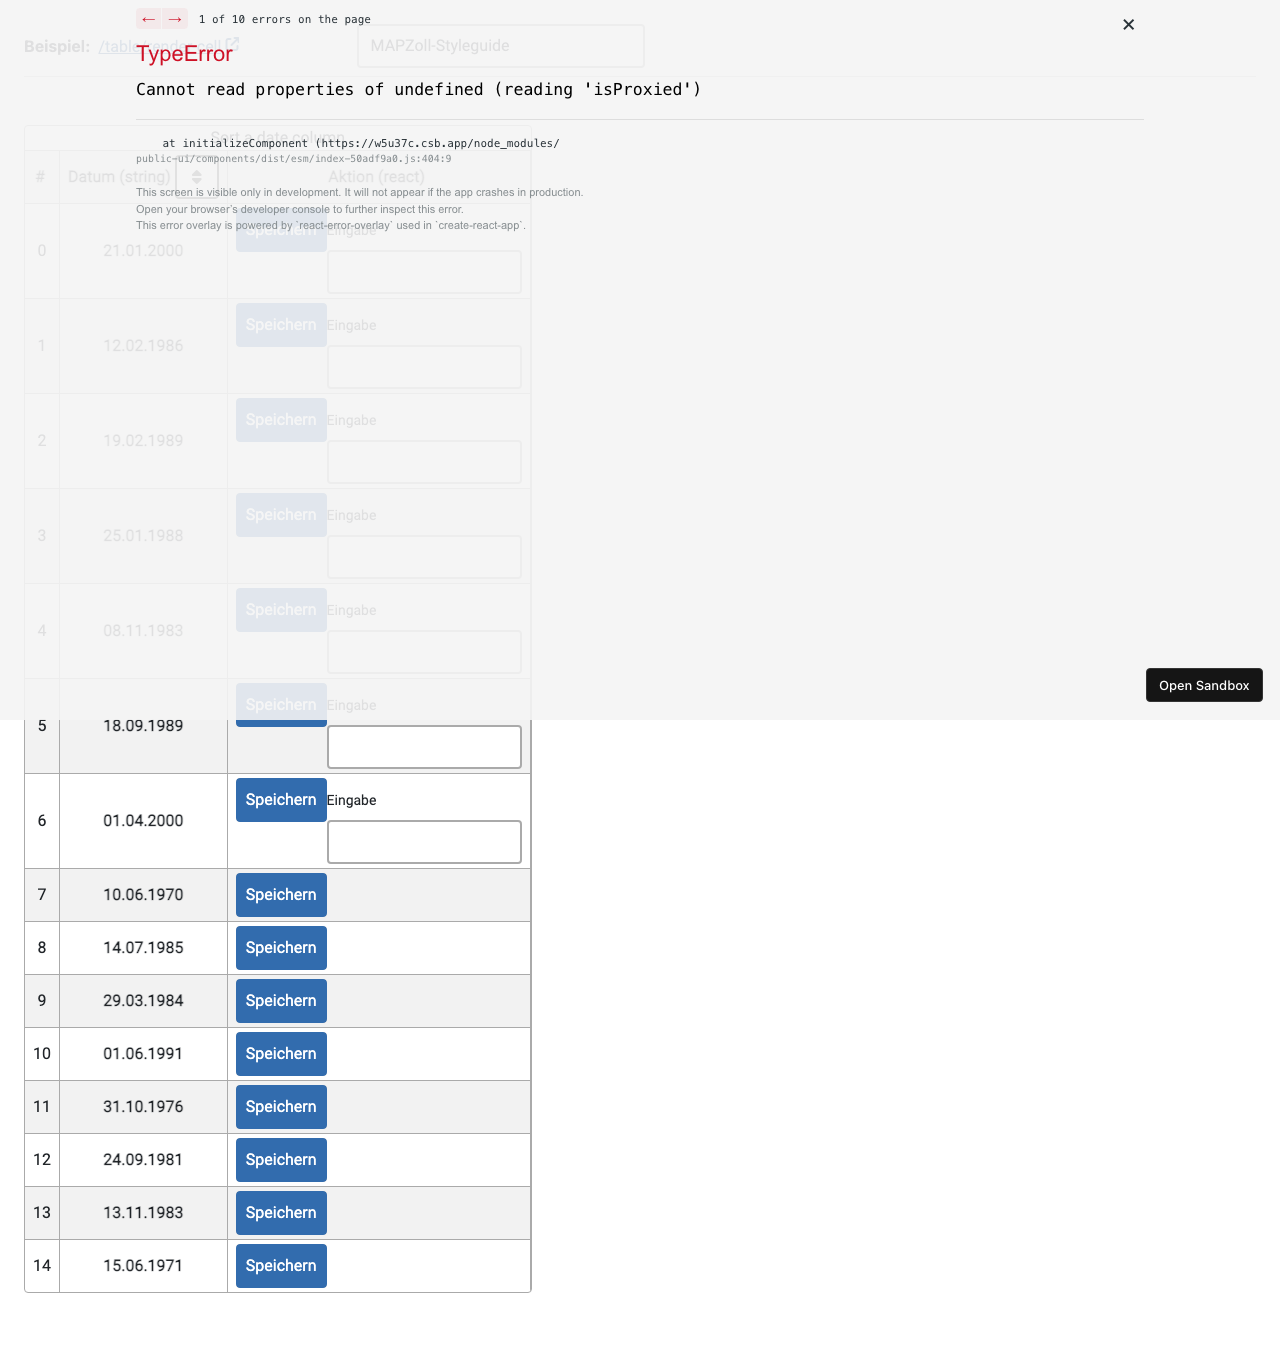 ← → 1 of 10 errors on the page
Beispiel: /table/render-cell
MAPZoll-Styleguide
TypeError
Cannot read properties of undefined (reading 'isProxied')
Sort a date column
at initializeComponent (https://w5u37c.csb.app/node_modules/
public-ui/components/dist/esm/index-50adf9a0.js:404:9
# Datum (string) Aktion (react)
This screen is visible only in development. It will not appear if the app crashes in production.
Open your browser's developer console to further inspect this error.
This error overlay is powered by `react-error-overlay` used in `create-react-app`.
0 21.01.2000 Speichern Eingabe
1 12.02.1986 Speichern Eingabe
2 19.02.1989 Speichern Eingabe
3 25.01.1988 Speichern Eingabe
4 08.11.1983 Speichern Eingabe
Open Sandbox
5 18.09.1989 Speichern Eingabe
6 01.04.2000 Speichern Eingabe
7 10.06.1970 Speichern
8 14.07.1985 Speichern
9 29.03.1984 Speichern
10 01.06.1991 Speichern
11 31.10.1976 Speichern
12 24.09.1981 Speichern
13 13.11.1983 Speichern
14 15.06.1971 Speichern